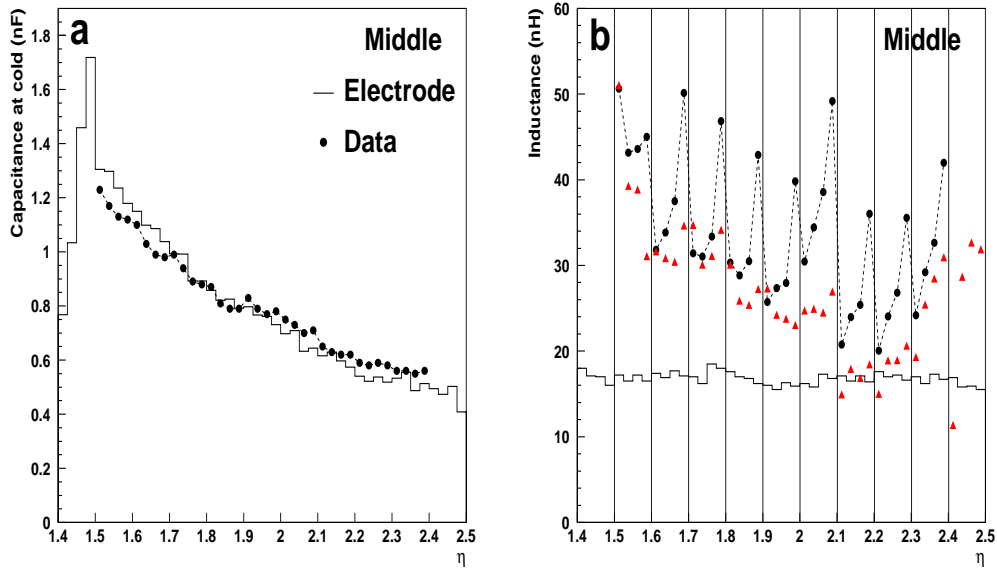 a
Middle
Electrode
Data
Capacitance at cold (nF)
1.8
1.6
1.4
1.2
1
0.8
0.6
0.4
0.2
0
1.4 1.5 1.6 1.7 1.8 1.9 2 2.1 2.2 2.3 2.4 2.5
η
b
Middle
Inductance (nH)
60
50
40
30
20
10
0
1.4 1.5 1.6 1.7 1.8 1.9 2 2.1 2.2 2.3 2.4 2.5
η